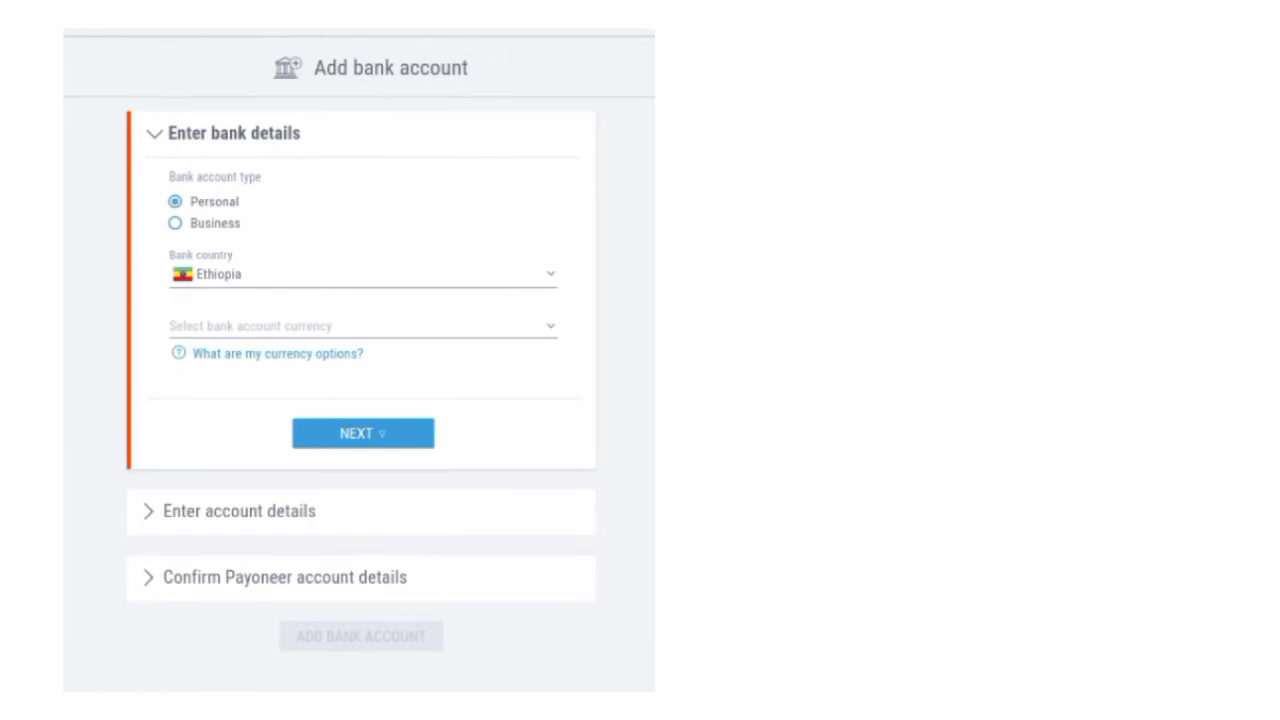 Add bank account
Enter bank details
Bank account type
Personal
Business
Bank country
Ethiopia
Select bank account currency
What are my currency options?
NEXT
Enter account details
Confirm Payoneer account details
ADD BANK ACCOUNT